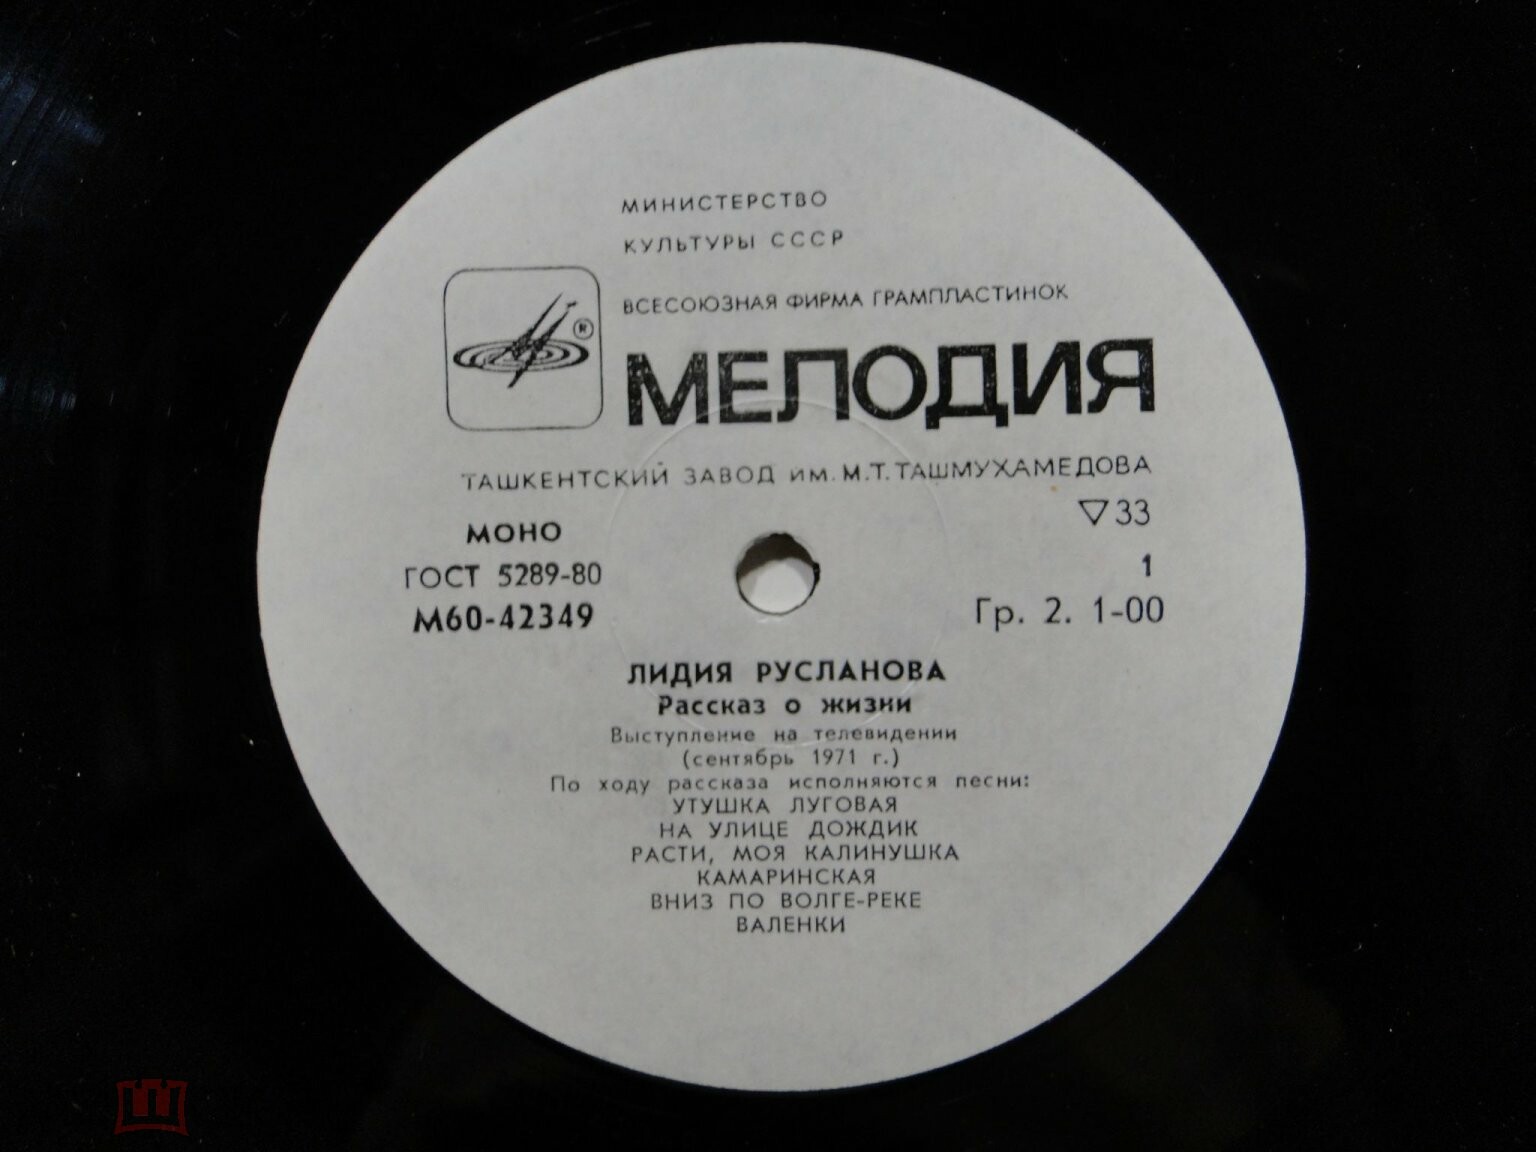 МИНИСТЕРСТВО
КУЛЬТУРЫ СССР
ВСЕСОЮЗНАЯ ФИРМА ГРАМПЛАСТИНОК
®
МЕЛОДИЯ
ТАШКЕНТСКИЙ ЗАВОД ИМ. М.Т. ТАШМУХАМЕДОВА
▽33
МОНО
ГОСТ 5289-80
М60-42349
1
Гр. 2. 1-00
ЛИДИЯ РУСЛАНОВА
Рассказ о жизни
Выступление на телевидении
(сентябрь 1971 г.)
По ходу рассказа исполняются песни:
УТУШКА ЛУГОВАЯ
НА УЛИЦЕ ДОЖДИК
РАСТИ, МОЯ КАЛИНУШКА
КАМАРИНСКАЯ
ВНИЗ ПО ВОЛГЕ-РЕКЕ
ВАЛЕНКИ